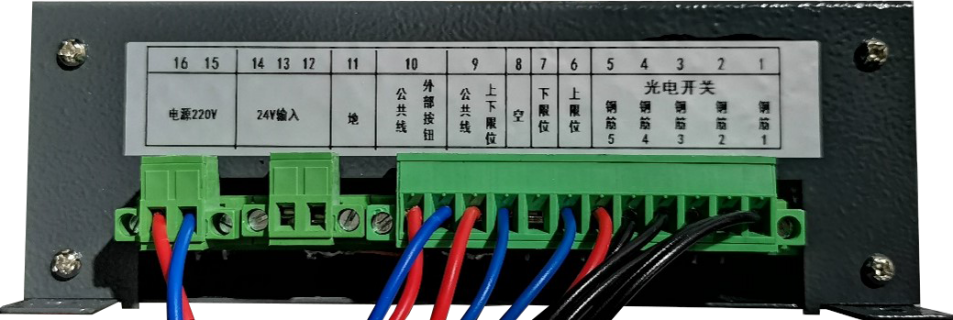 16 15 14 13 12 11 10 9 8 7 6 5 4 3 2 1
电源220V
24V输入
地
公共线
外部按钮
公共线
上下限位
空
下限位
上限位
光电开关
钢筋5
钢筋4
钢筋3
钢筋2
钢筋1